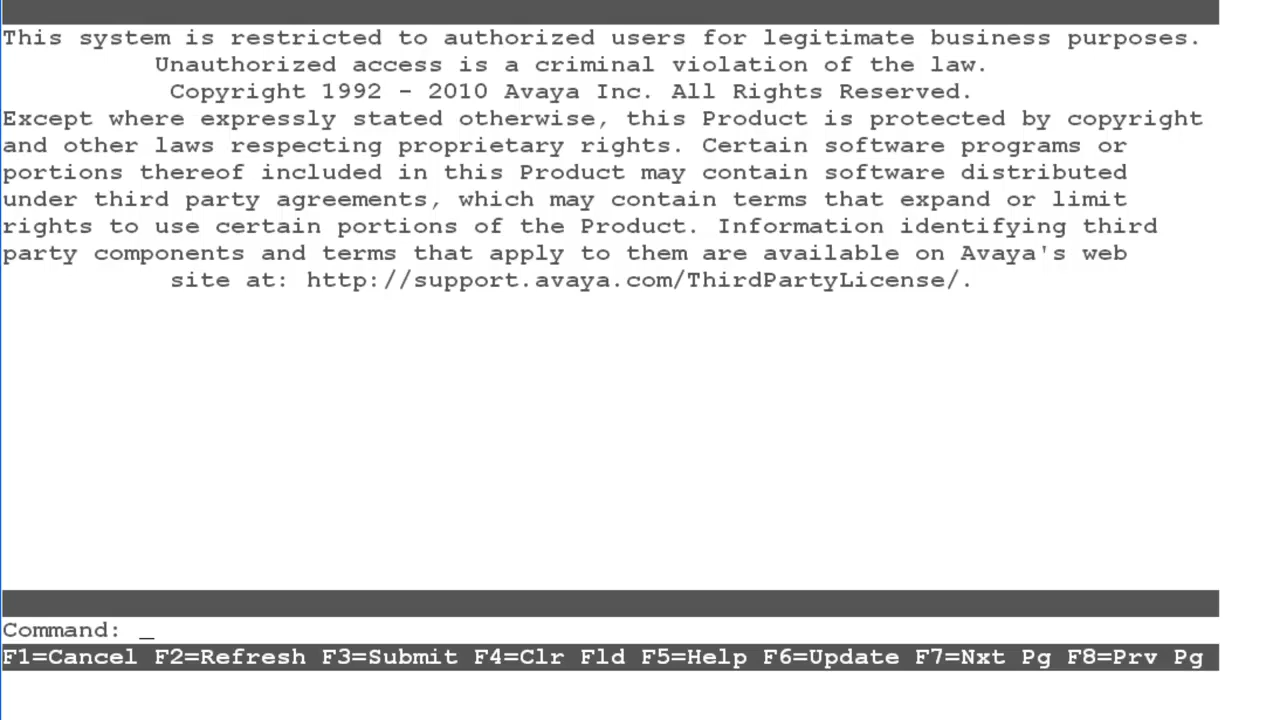 This system is restricted to authorized users for legitimate business purposes.
Unauthorized access is a criminal violation of the law.
Copyright 1992 - 2010 Avaya Inc. All Rights Reserved.
Except where expressly stated otherwise, this Product is protected by copyright
and other laws respecting proprietary rights. Certain software programs or
portions thereof included in this Product may contain software distributed
under third party agreements, which may contain terms that expand or limit
rights to use certain portions of the Product. Information identifying third
party components and terms that apply to them are available on Avaya's web
site at: http://support.avaya.com/ThirdPartyLicense/.
Command: _
F1=Cancel F2=Refresh F3=Submit F4=Clr Fld F5=Help F6=Update F7=Nxt Pg F8=Prv Pg